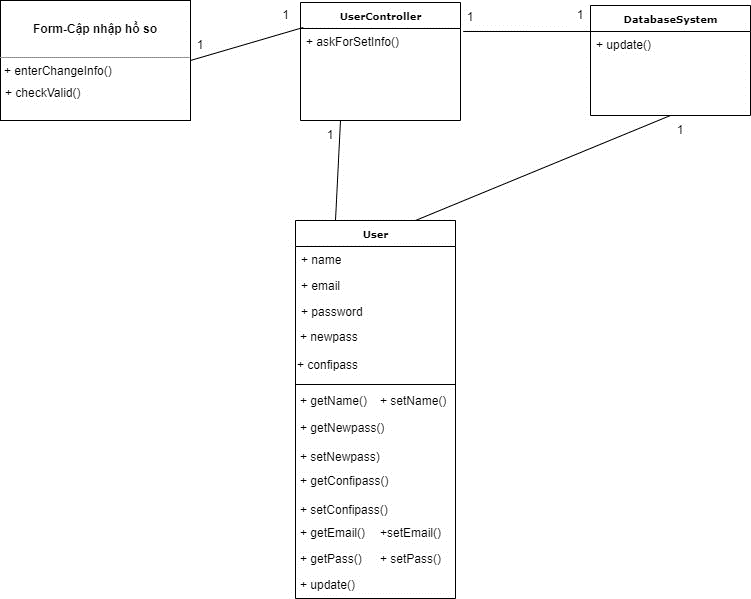 Form-Cập nhập hồ so
+ enterChangeInfo()
+ checkValid()
1
1
UserController
+ askForSetInfo()
1
1
DatabaseSystem
+ update()
1
1
User
+ name
+ email
+ password
+ newpass
+ confipass
+ getName() + setName()
+ getNewpass()
+ setNewpass)
+ getConfipass()
+ setConfipass()
+ getEmail() +setEmail()
+ getPass() + setPass()
+ update()